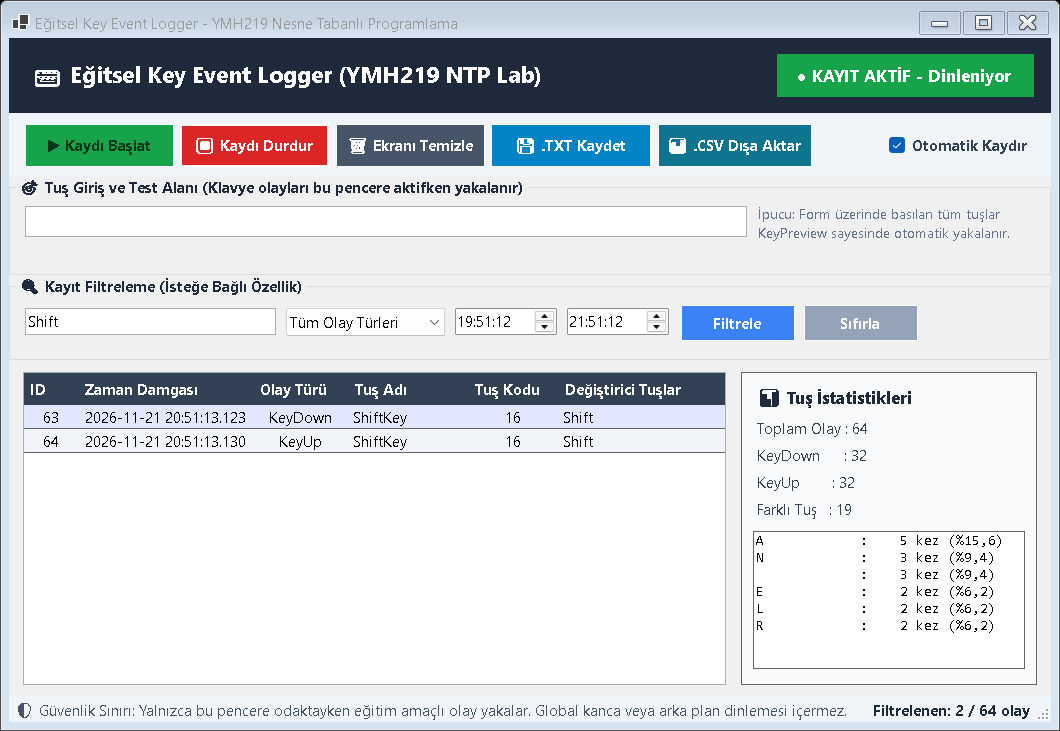 Eğitsel Key Event Logger - YMH219 Nesne Tabanlı Programlama
Eğitsel Key Event Logger (YMH219 NTP Lab)
● KAYIT AKTİF - Dinleniyor
▶ Kaydı Başlat
Kaydı Durdur
Ekranı Temizle
.TXT Kaydet
.CSV Dışa Aktar
Otomatik Kaydır
Tuş Giriş ve Test Alanı (Klavye olayları bu pencere aktifken yakalanır)
İpucu: Form üzerinde basılan tüm tuşlar
KeyPreview sayesinde otomatik yakalanır.
Kayıt Filtreleme (İsteğe Bağlı Özellik)
Shift
Tüm Olay Türleri
19:51:12
21:51:12
Filtrele
Sıfırla
ID Zaman Damgası Olay Türü Tuş Adı Tuş Kodu Değiştirici Tuşlar
63 2026-11-21 20:51:13.123 KeyDown ShiftKey 16 Shift
64 2026-11-21 20:51:13.130 KeyUp ShiftKey 16 Shift
Tuş İstatistikleri
Toplam Olay : 64
KeyDown : 32
KeyUp : 32
Farklı Tuş : 19
A : 5 kez (%15,6)
N : 3 kez (%9,4)
: 3 kez (%9,4)
E : 2 kez (%6,2)
L : 2 kez (%6,2)
R : 2 kez (%6,2)
Güvenlik Sınırı: Yalnızca bu pencere odaktayken eğitim amaçlı olay yakalar. Global kanca veya arka plan dinlemesi içermez.
Filtrelenen: 2 / 64 olay